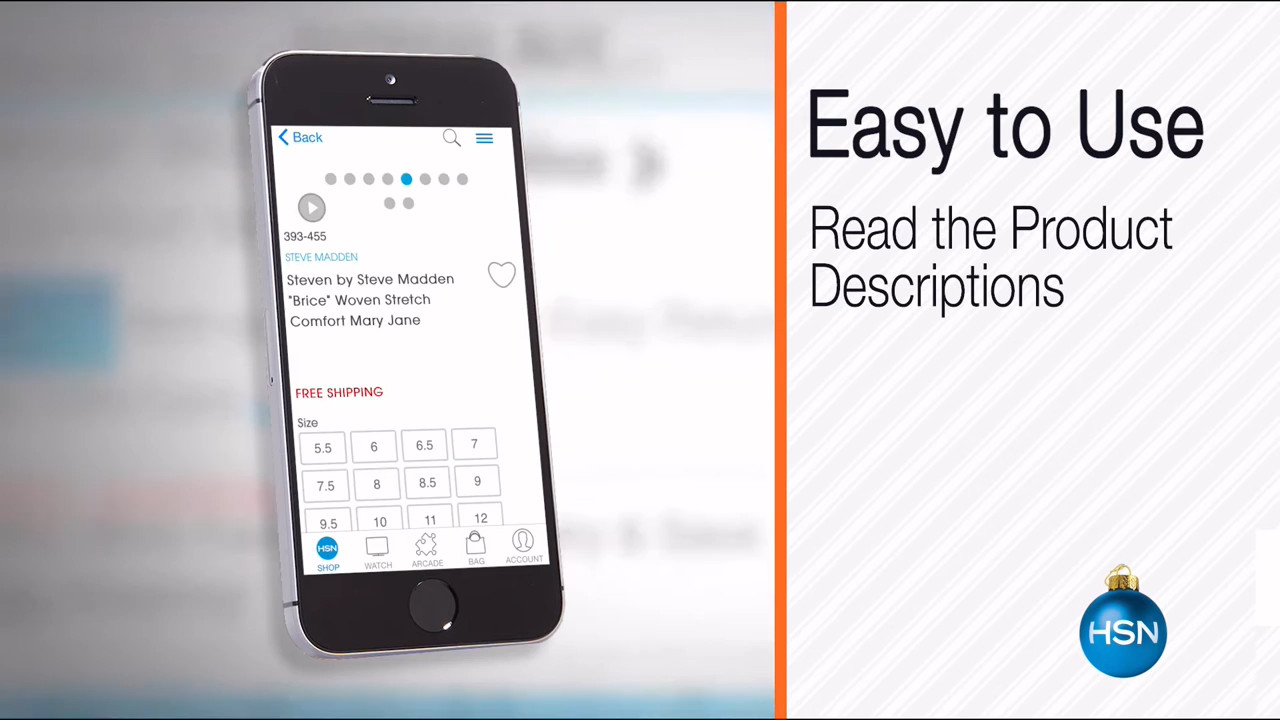 Back
393-455
STEVE MADDEN
Steven by Steve Madden
"Brice" Woven Stretch
Comfort Mary Jane
FREE SHIPPING
Size
5.5 6 6.5 7
7.5 8 8.5 9
9.5 10 11 12
HSN
SHOP WATCH ARCADE BAG ACCOUNT
Easy to Use
Read the Product
Descriptions
HSN